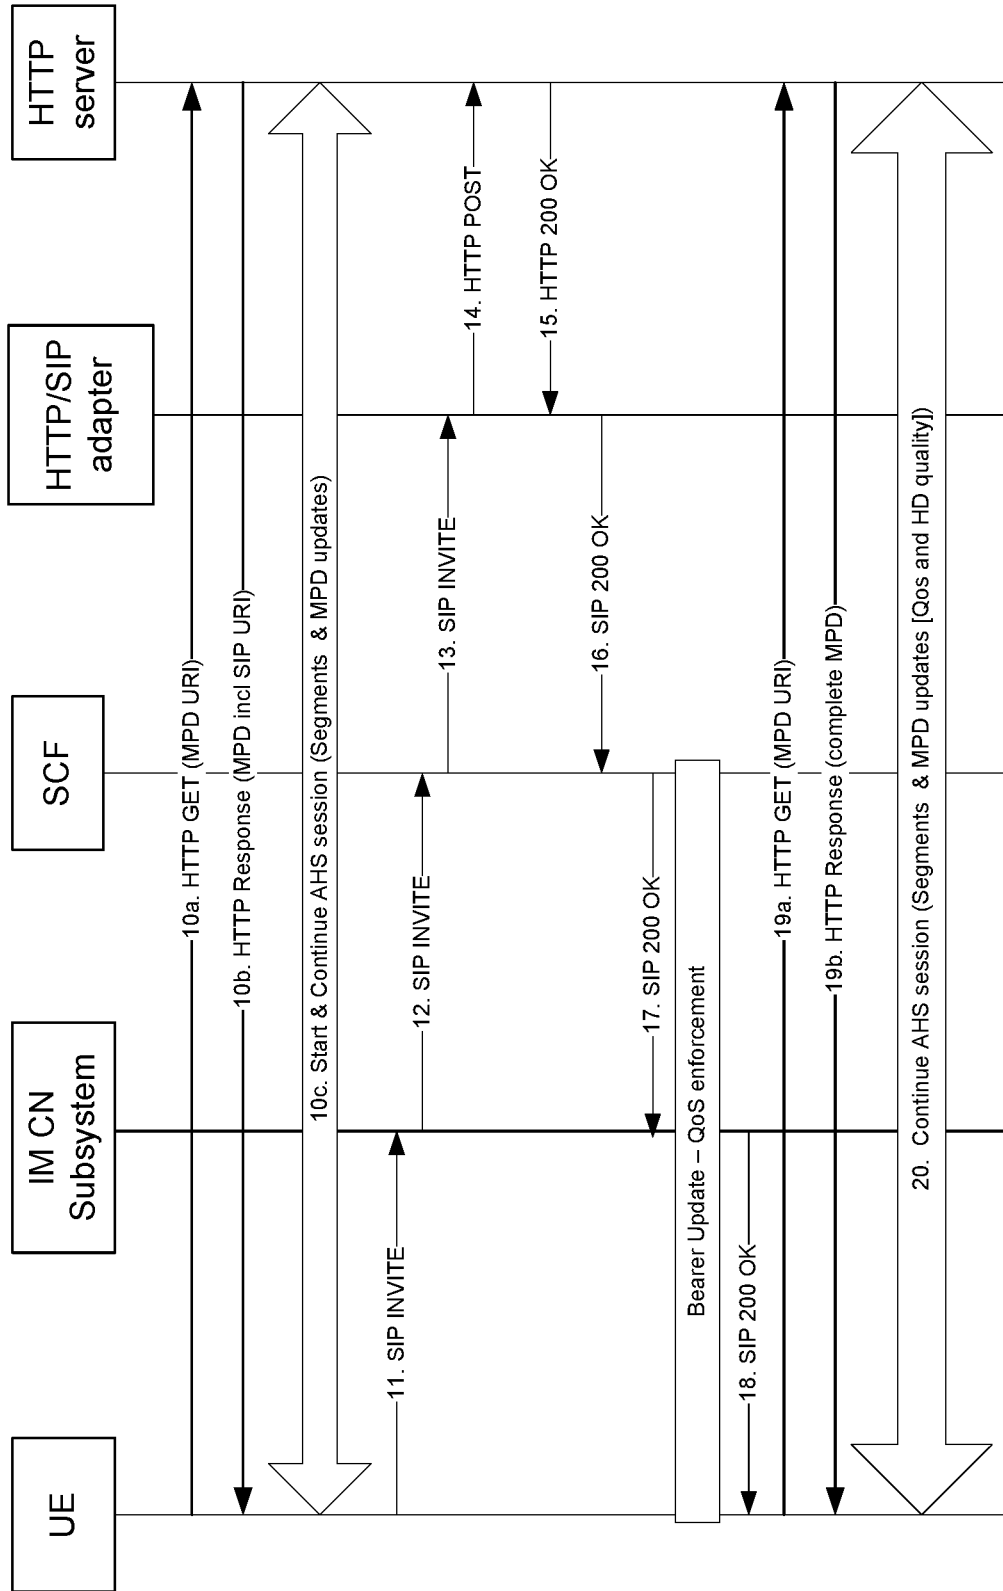 UE
IM CN
Subsystem
SCF
HTTP/SIP
adapter
HTTP
server
10a. HTTP GET (MPD URI)
10b. HTTP Response (MPD incl SIP URI)
10c. Start & Continue AHS session (Segments & MPD updates)
11. SIP INVITE
12. SIP INVITE
13. SIP INVITE
14. HTTP POST
15. HTTP 200 OK
16. SIP 200 OK
17. SIP 200 OK
Bearer Update – QoS enforcement
18. SIP 200 OK
19a. HTTP GET (MPD URI)
19b. HTTP Response (complete MPD)
20. Continue AHS session (Segments & MPD updates [Qos and HD quality])